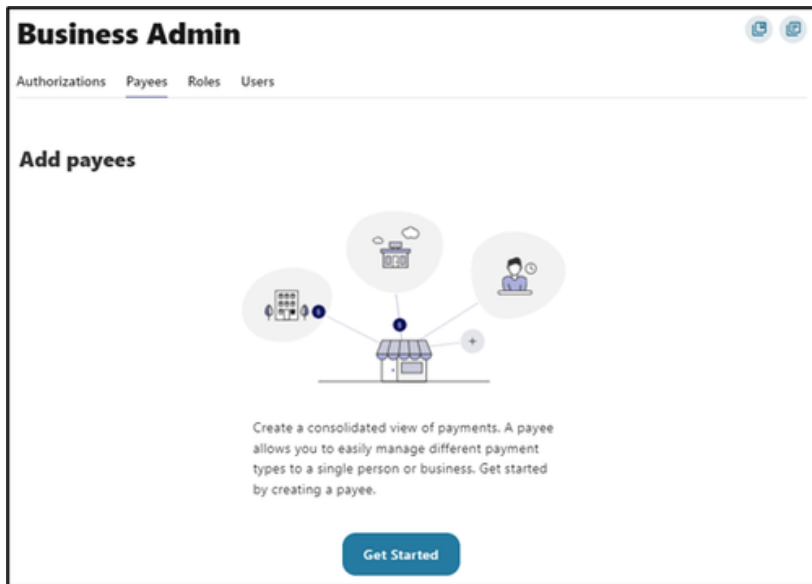 Business Admin
Authorizations Payees Roles Users
Add payees
Create a consolidated view of payments. A payee
allows you to easily manage different payment
types to a single person or business. Get started
by creating a payee.
Get Started